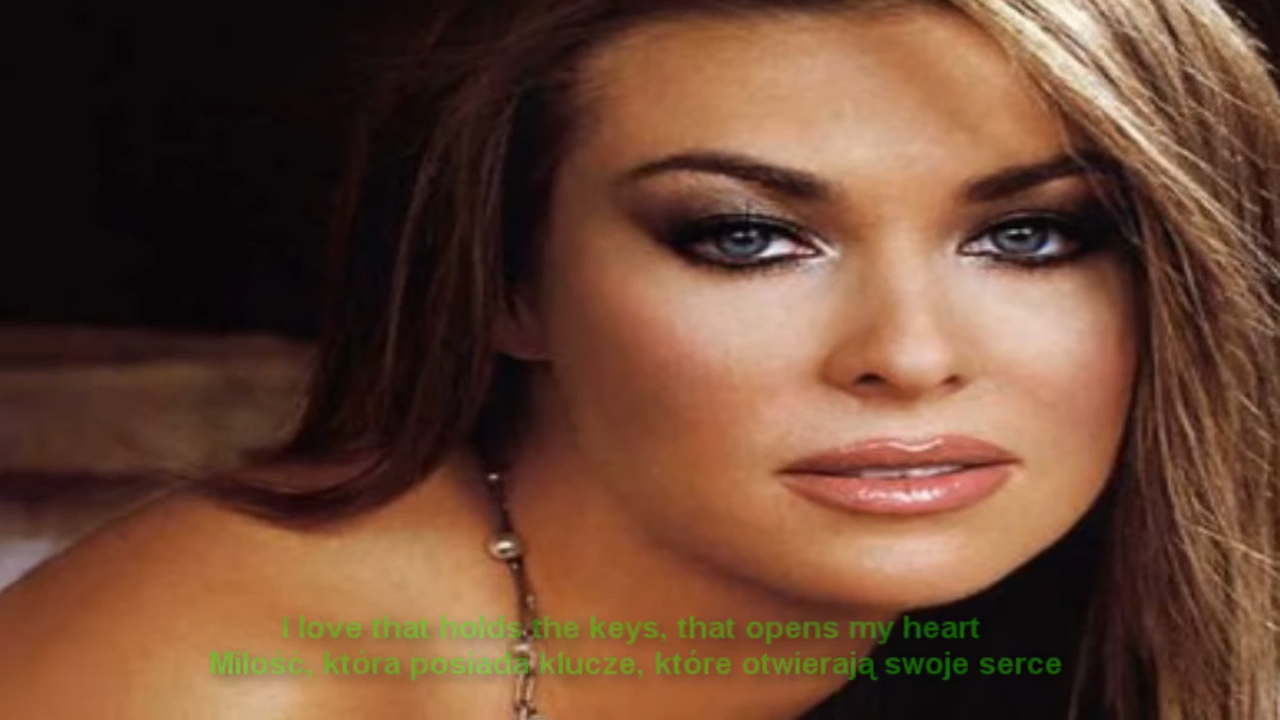 I love that holds the keys, that opens my heart
Miłość, która posiada klucze, które otwierają swoje serce